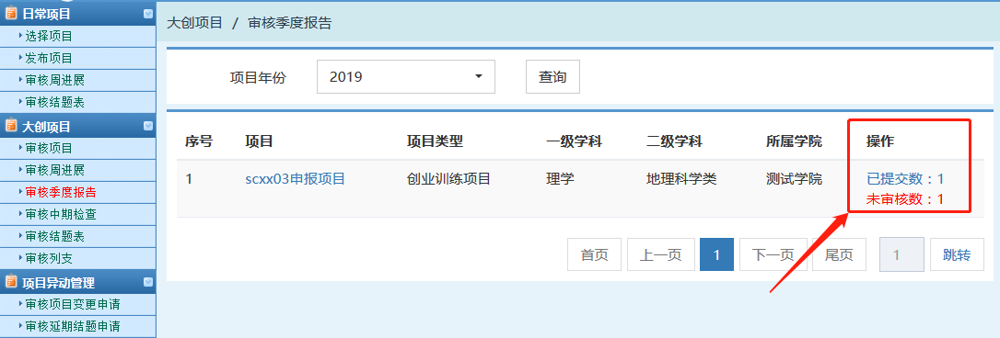 日常项目
选择项目
发布项目
审核周进展
审核结题表
大创项目
审核项目
审核周进展
审核季度报告
审核中期检查
审核结题表
审核列支
项目异动管理
审核项目变更申请
审核延期结题申请
大创项目 / 审核季度报告
项目年份 2019 查询
序号 项目 项目类型 一级学科 二级学科 所属学院 操作
1 scxx03申报项目 创业训练项目 理学 地理科学类 测试学院 已提交数：1
未审核数：1
首页 上一页 1 下一页 尾页 1 跳转